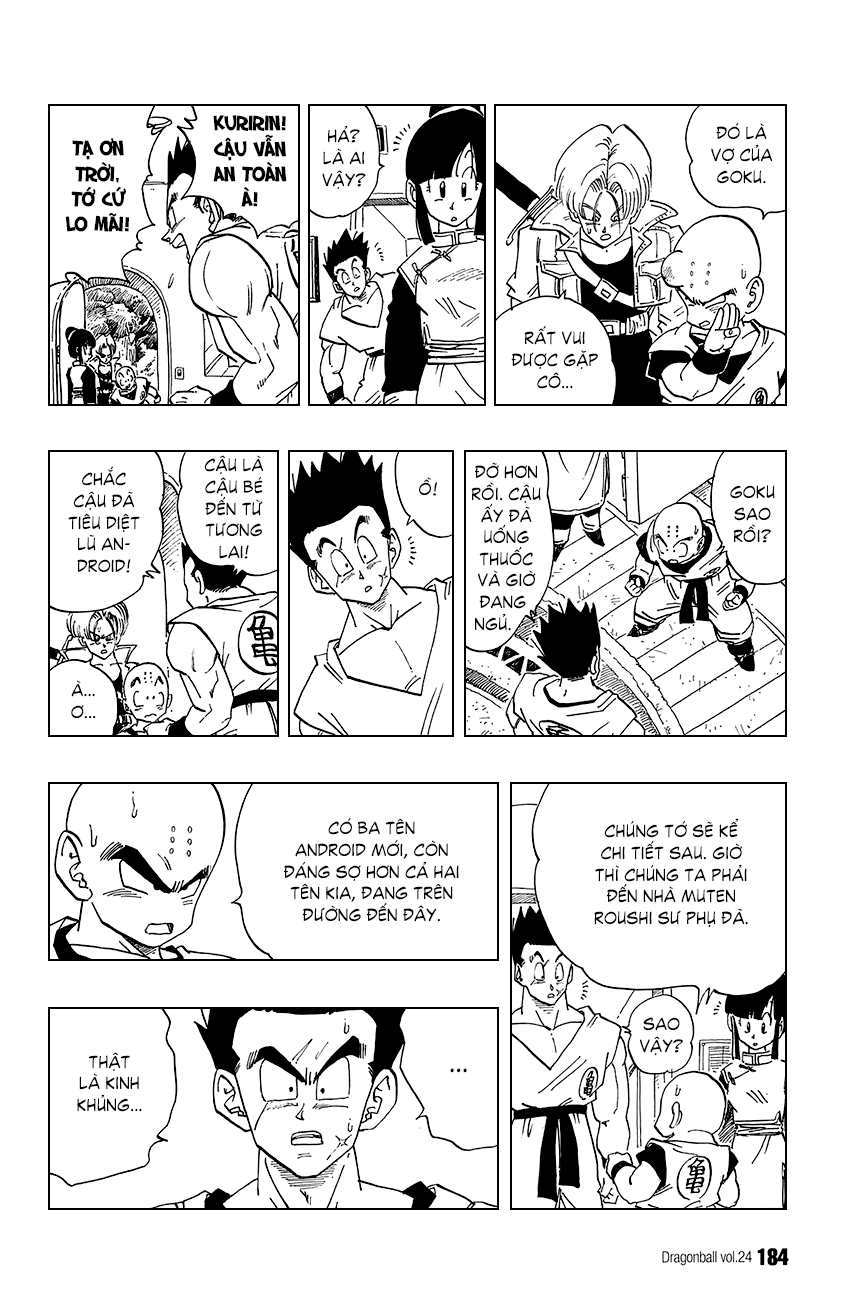 ĐÓ LÀ
VỢ CỦA
GOKU.
RẤT VUI
ĐƯỢC GẶP
CÔ...
HẢ?
LÀ AI
VẬY?
KURIRIN!
CẬU VẪN
AN TOÀN
À!
TẠ ƠN
TRỜI,
TỚ CỨ
LO MÃI!
GOKU
SAO
RỒI?
ĐỠ HƠN
RỒI. CẬU
ẤY ĐÃ
UỐNG
THUỐC
VÀ GIỜ
ĐANG
NGỦ.
Ồ!
CẬU LÀ
CẬU BÉ
ĐẾN TỪ
TƯƠNG
LAI!
CHẮC
CẬU ĐÃ
TIÊU DIỆT
LŨ AN-
DROID!
À...
Ơ...
CHÚNG TỚ SẼ KỂ
CHI TIẾT SAU. GIỜ
THÌ CHÚNG TA PHẢI
ĐẾN NHÀ MUTEN
ROUSHI SƯ PHỤ ĐÃ.
SAO
VẬY?
CÓ BA TÊN
ANDROID MỚI, CÒN
ĐÁNG SỢ HƠN CẢ HAI
TÊN KIA, ĐANG TRÊN
ĐƯỜNG ĐẾN ĐÂY.
...
THẬT
LÀ KINH
KHỦNG...
亀
亀
Dragonball vol.24 184